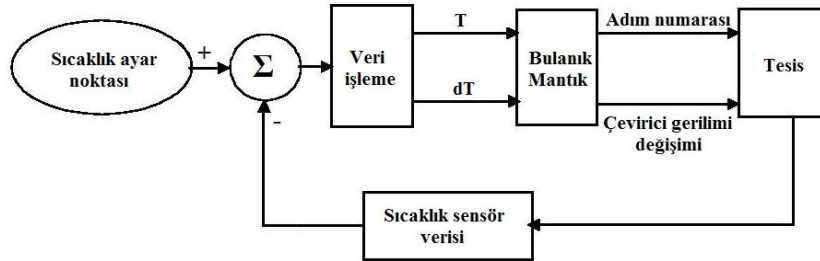 Sıcaklık ayar
noktası
+
Σ
-
Veri
işleme
T
dT
Bulanık
Mantık
Adım numarası
Çevirici gerilimi
değişimi
Tesis
Sıcaklık sensör
verisi